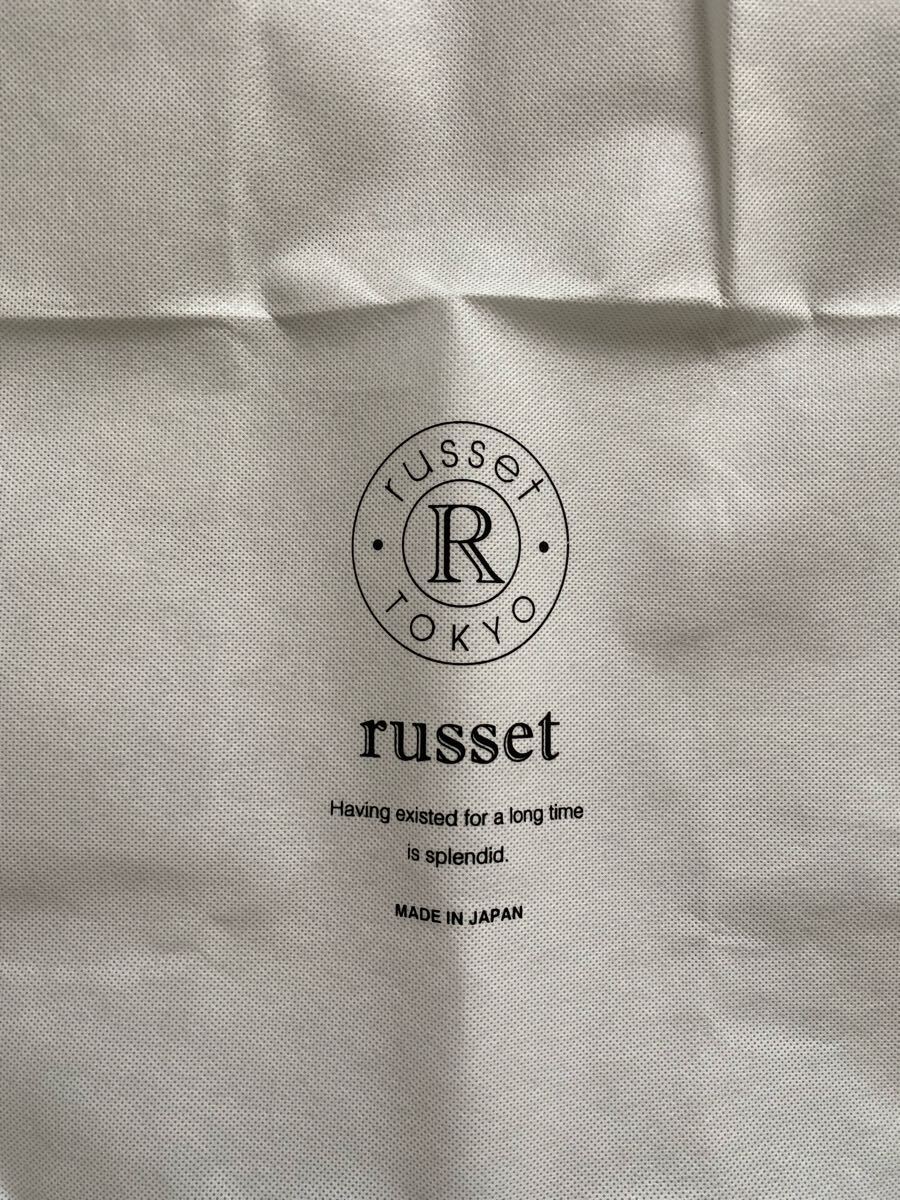 russet
R
TOKYO
russet
Having existed for a long time
is splendid.
MADE IN JAPAN